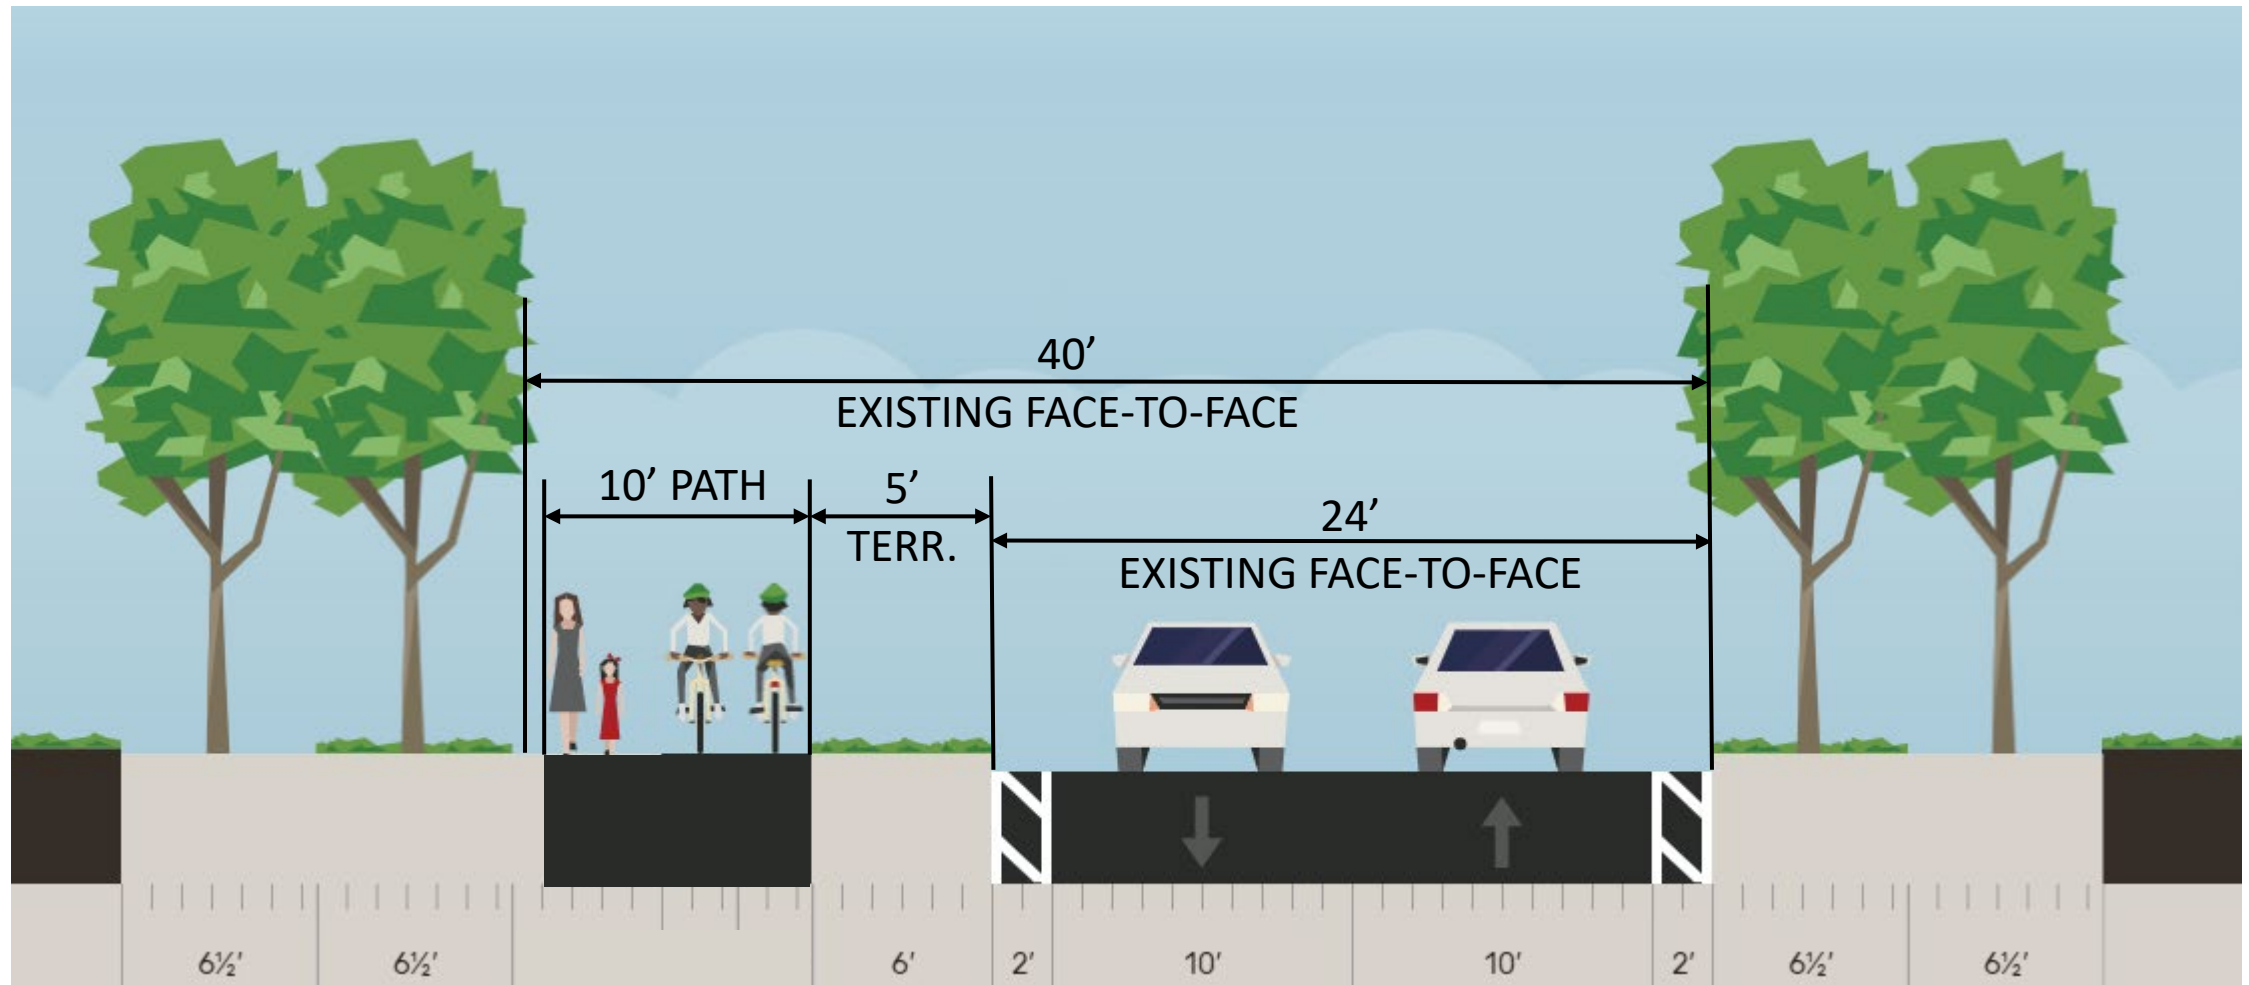 40’
EXISTING FACE-TO-FACE
10’ PATH
5’
TERR.
24’
EXISTING FACE-TO-FACE
6½' 6½' 6' 2' 10' 10' 2' 6½' 6½'